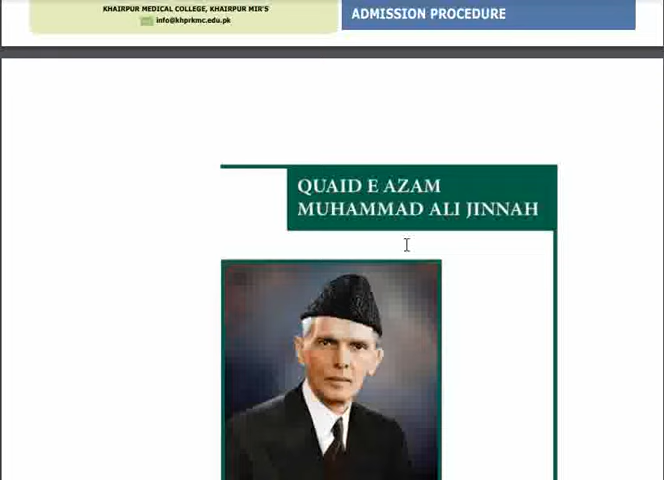 KHAIRPUR MEDICAL COLLEGE, KHAIRPUR MIR'S
info@khprkmc.edu.pk
ADMISSION PROCEDURE
QUAID E AZAM
MUHAMMAD ALI JINNAH